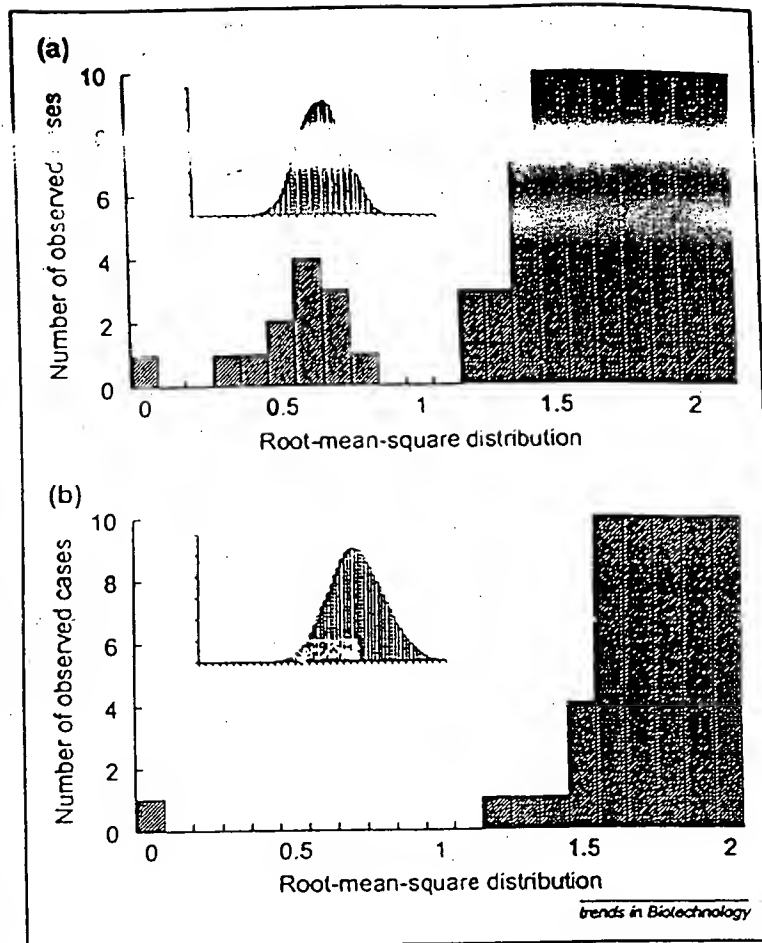 (a)
Number of observed ses
10
6
4
2
0
0 0.5 1 1.5 2
Root-mean-square distribution
(b)
Number of observed cases
10
8
6
4
2
0
0 0.5 1 1.5 2
Root-mean-square distribution
trends in Biotechnology